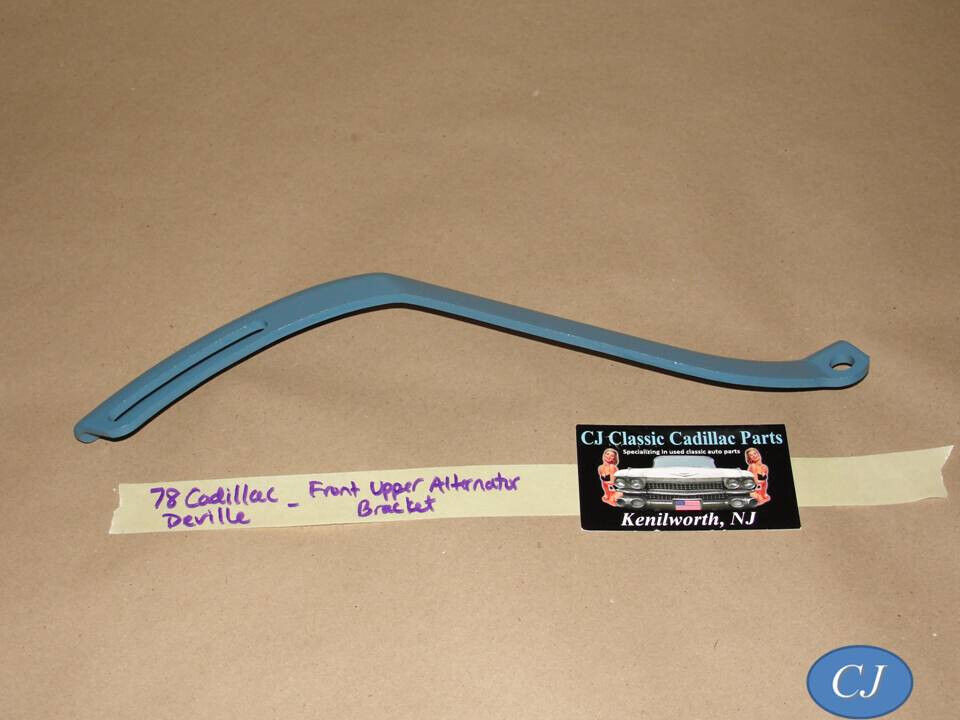 78 Cadillac - Front Upper Alternator
Deville Bracket
CJ Classic Cadillac Parts
Specializing in used classic auto parts
Kenilworth, NJ
CJ